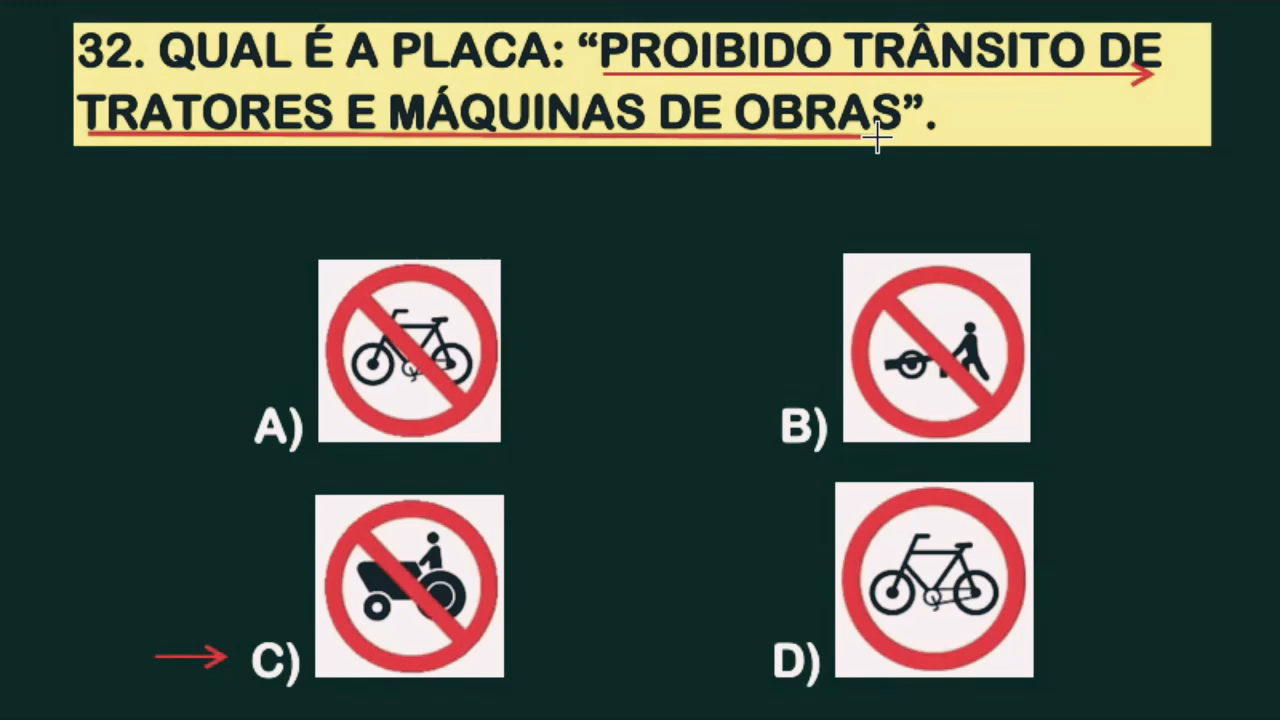 32. QUAL É A PLACA: “PROIBIDO TRÂNSITO DE
TRATORES E MÁQUINAS DE OBRAS”.
A)
B)
C)
D)